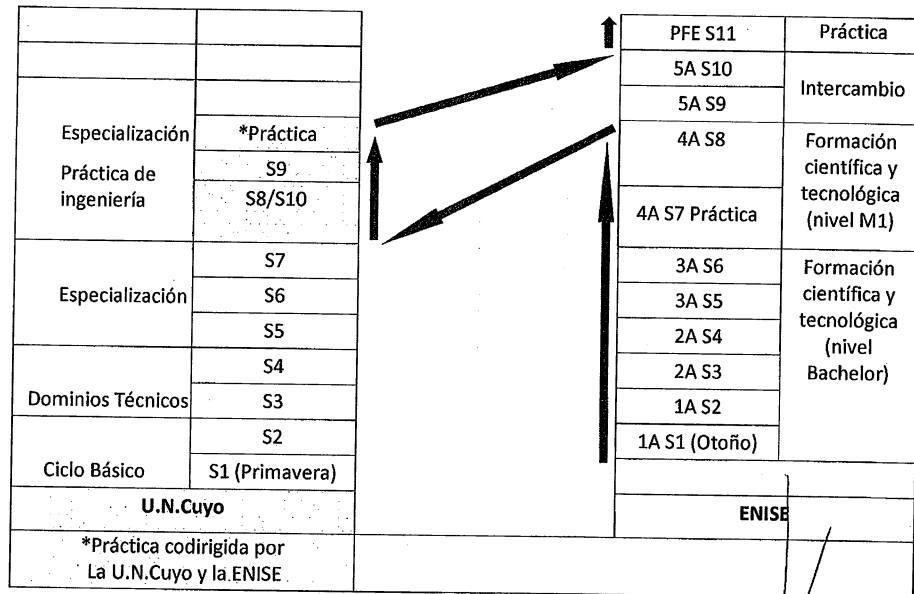 Especialización
Práctica de
ingeniería
*Práctica
S9
S8/S10
Especialización
S7
S6
S5
Dominios Técnicos
S4
S3
Ciclo Básico
S2
S1 (Primavera)
U.N.Cuyo
*Práctica codirigida por
La U.N.Cuyo y la ENISE
PFE S11
Práctica
5A S10
5A S9
Intercambio
4A S8
4A S7 Práctica
Formación
científica y
tecnológica
(nivel M1)
3A S6
3A S5
2A S4
2A S3
1A S2
1A S1 (Otoño)
Formación
científica y
tecnológica
(nivel
Bachelor)
ENISE